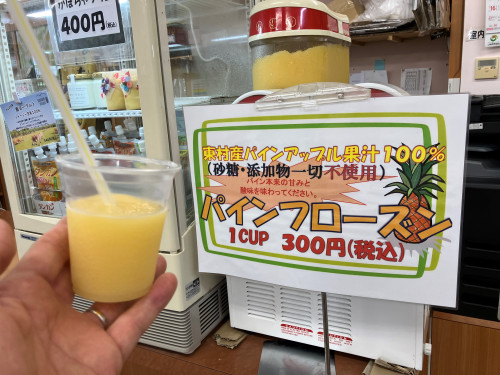 400円
東村産パインアップル果汁100%
(砂糖・添加物一切不使用)
パイン本来の甘みと
酸味を味わってください。
パインフローズン
1CUP 300円(税込)